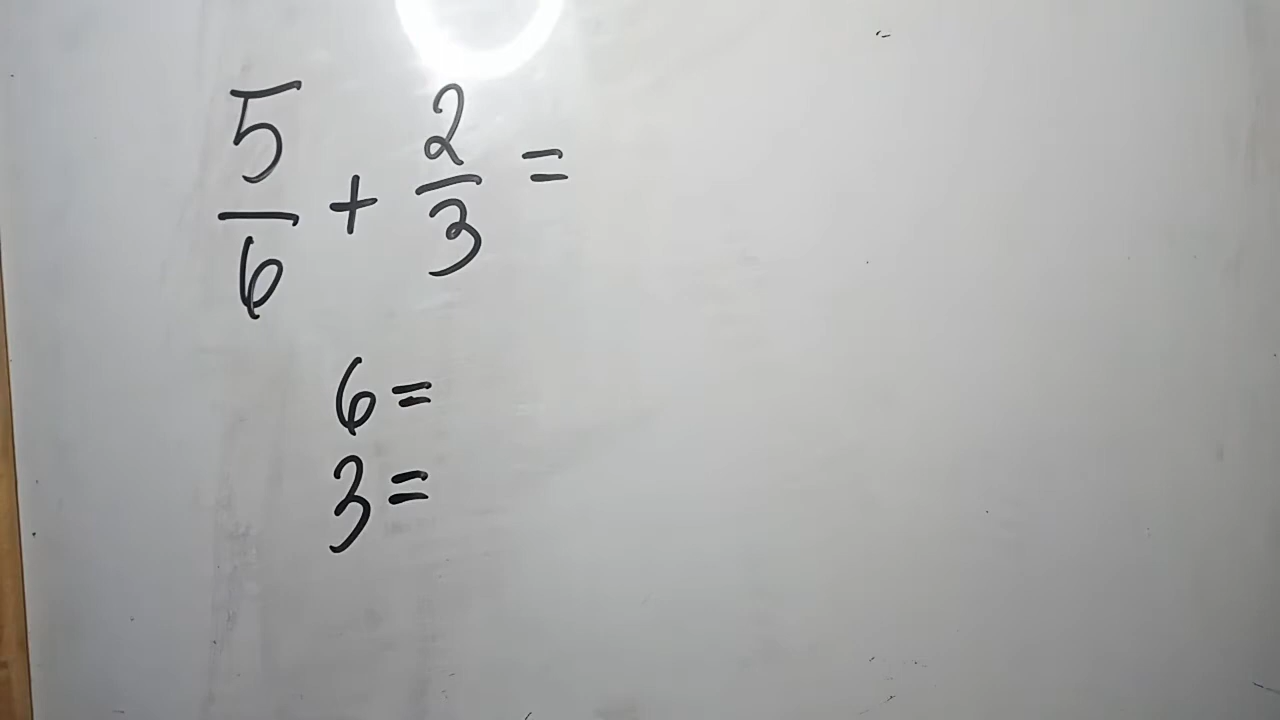 5/6 + 2/3 =
6 =
3 =